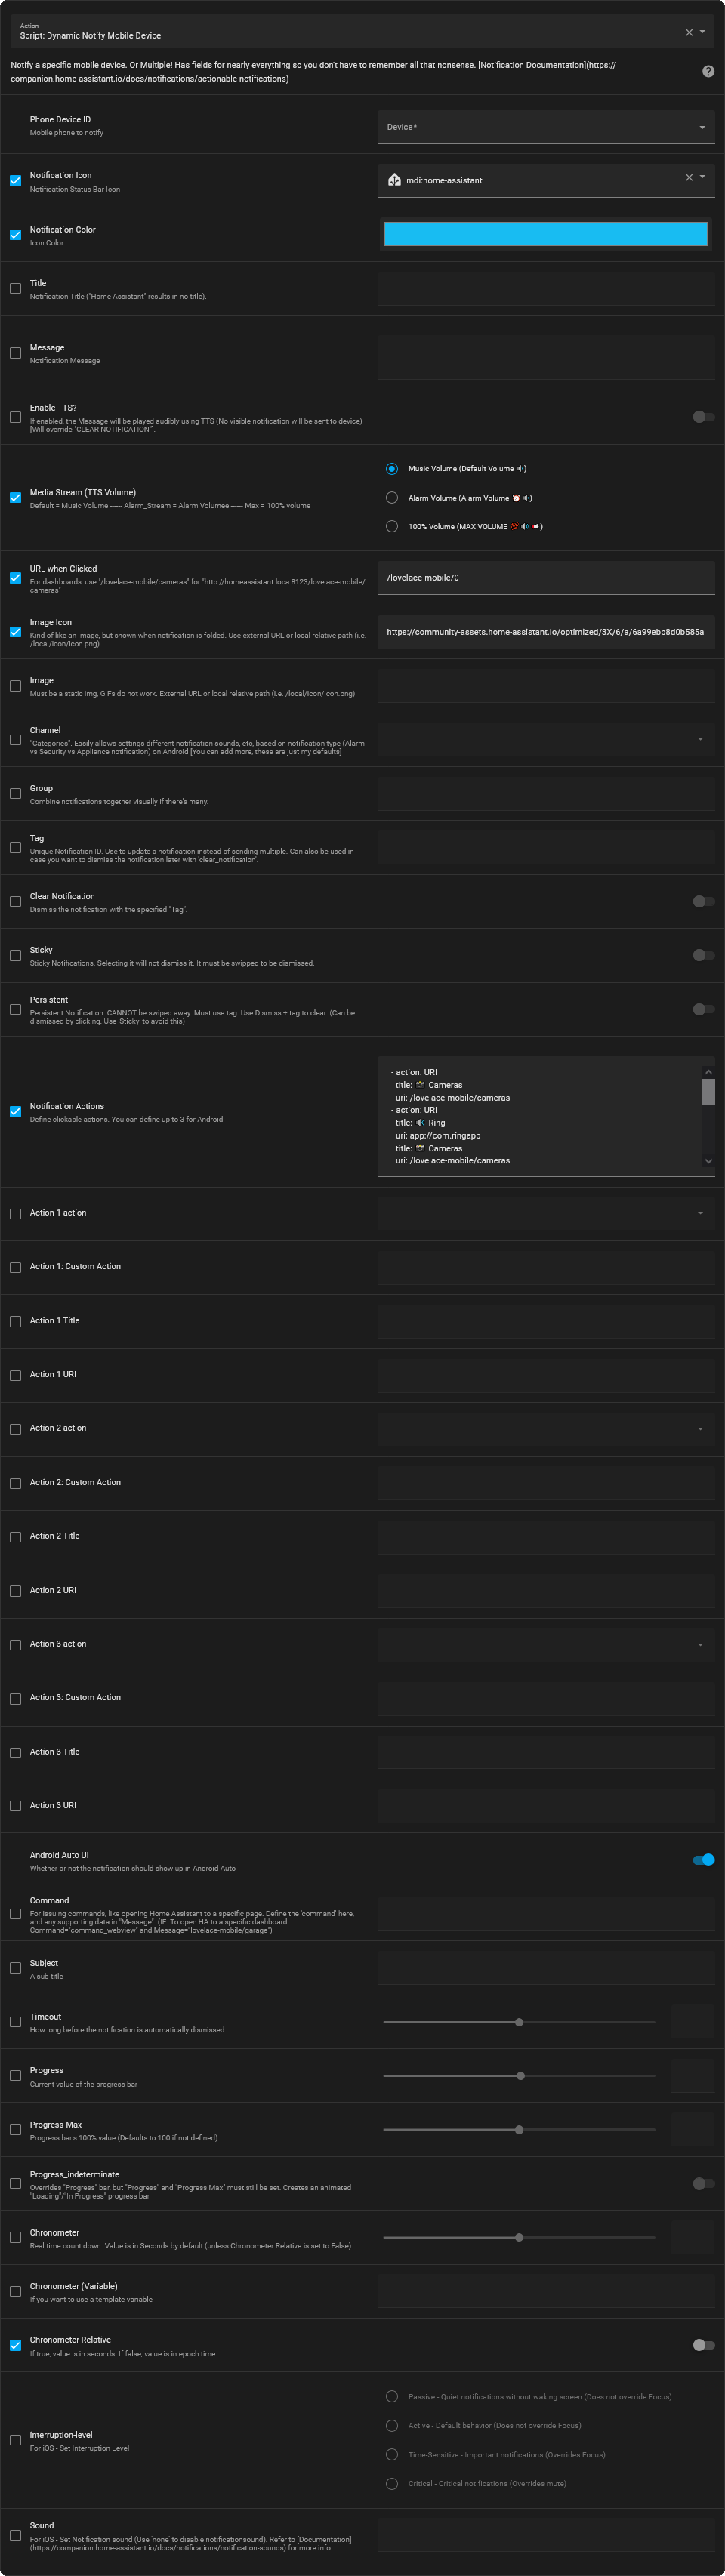 Action
Script: Dynamic Notify Mobile Device
Notify a specific mobile device. Or Multiple! Has fields for nearly everything so you don't have to remember all that nonsense. [Notification Documentation](https://
companion.home-assistant.io/docs/notifications/actionable-notifications)
Phone Device ID
Mobile phone to notify
Device*
Notification Icon
Notification Status Bar Icon
mdi:home-assistant
Notification Color
Icon Color
Title
Notification Title ("Home Assistant" results in no title).
Message
Notification Message
Enable TTS?
If enabled, the Message will be played audibly using TTS (No visible notification will be sent to device)
[Will override "CLEAR NOTIFICATION"].
Media Stream (TTS Volume)
Default = Music Volume ----- Alarm_Stream = Alarm Volumee ----- Max = 100% volume
Music Volume (Default Volume 🔈)
Alarm Volume (Alarm Volume ⏰ 🔈)
100% Volume (MAX VOLUME 👹 🔊 📢)
URL when Clicked
For dashboards, use "/lovelace-mobile/cameras" for "http://homeassistant.loca:8123/lovelace-mobile/
cameras"
/lovelace-mobile/0
Image Icon
Kind of like an Image, but shown when notification is folded. Use external URL or local relative path (i.e.
/local/icon/icon.png).
https://community-assets.home-assistant.io/optimized/3X/6/a/6a99ebb8d0b585a
Image
Must be a static img, GIFs do not work. External URL or local relative path (i.e. /local/icon/icon.png).
Channel
"Categories". Easily allows settings different notification sounds, etc, based on notification type (Alarm
vs Security vs Appliance notification) on Android [You can add more, these are just my defaults]
Group
Combine notifications together visually if there's many.
Tag
Unique Notification ID. Use to update a notification instead of sending multiple. Can also be used in
case you want to dismiss the notification later with 'clear_notification'.
Clear Notification
Dismiss the notification with the specified "Tag".
Sticky
Sticky Notifications. Selecting it will not dismiss it. It must be swipped to be dismissed.
Persistent
Persistent Notification. CANNOT be swiped away. Must use tag. Use Dismiss + tag to clear. (Can be
dismissed by clicking. Use 'Sticky' to avoid this)
Notification Actions
Define clickable actions. You can define up to 3 for Android.
- action: URI
title: Cameras
uri: /lovelace-mobile/cameras
- action: URI
title: 🔊 Ring
uri: app://com.ringapp
title: Cameras
uri: /lovelace-mobile/cameras
Action 1 action
Action 1: Custom Action
Action 1 Title
Action 1 URI
Action 2 action
Action 2: Custom Action
Action 2 Title
Action 2 URI
Action 3 action
Action 3: Custom Action
Action 3 Title
Action 3 URI
Android Auto UI
Whether or not the notification should show up in Android Auto
Command
For issuing commands, like opening Home Assistant to a specific page. Define the 'command' here,
and any supporting data in "Message". (IE. To open HA to a specific dashboard.
Command="command_webview" and Message="lovelace-mobile/garage")
Subject
A sub-title
Timeout
How long before the notification is automatically dismissed
Progress
Current value of the progress bar
Progress Max
Progress bar's 100% value (Defaults to 100 if not defined).
Progress_indeterminate
Overrides "Progress" bar, but "Progress" and "Progress Max" must still be set. Creates an animated
"Loading"/"In Progress" progress bar
Chronometer
Real time count down. Value is in Seconds by default (unless Chronometer Relative is set to False).
Chronometer (Variable)
If you want to use a template variable
Chronometer Relative
If true, value is in seconds. If false, value in epoch time.
interruption-level
For iOS - Set Interruption Level
Passive - Quiet notifications without waking screen (Does not override Focus)
Active - Default behavior (Does not override Focus)
Time-Sensitive - Important notifications (Overrides Focus)
Critical - Critical notifications (Overrides mute)
Sound
For iOS - Set Notification sound (Use 'none' to disable notificationsound). Refer to [Documentation]
(https://companion.home-assistant.io/docs/notifications/notification-sounds) for more info.